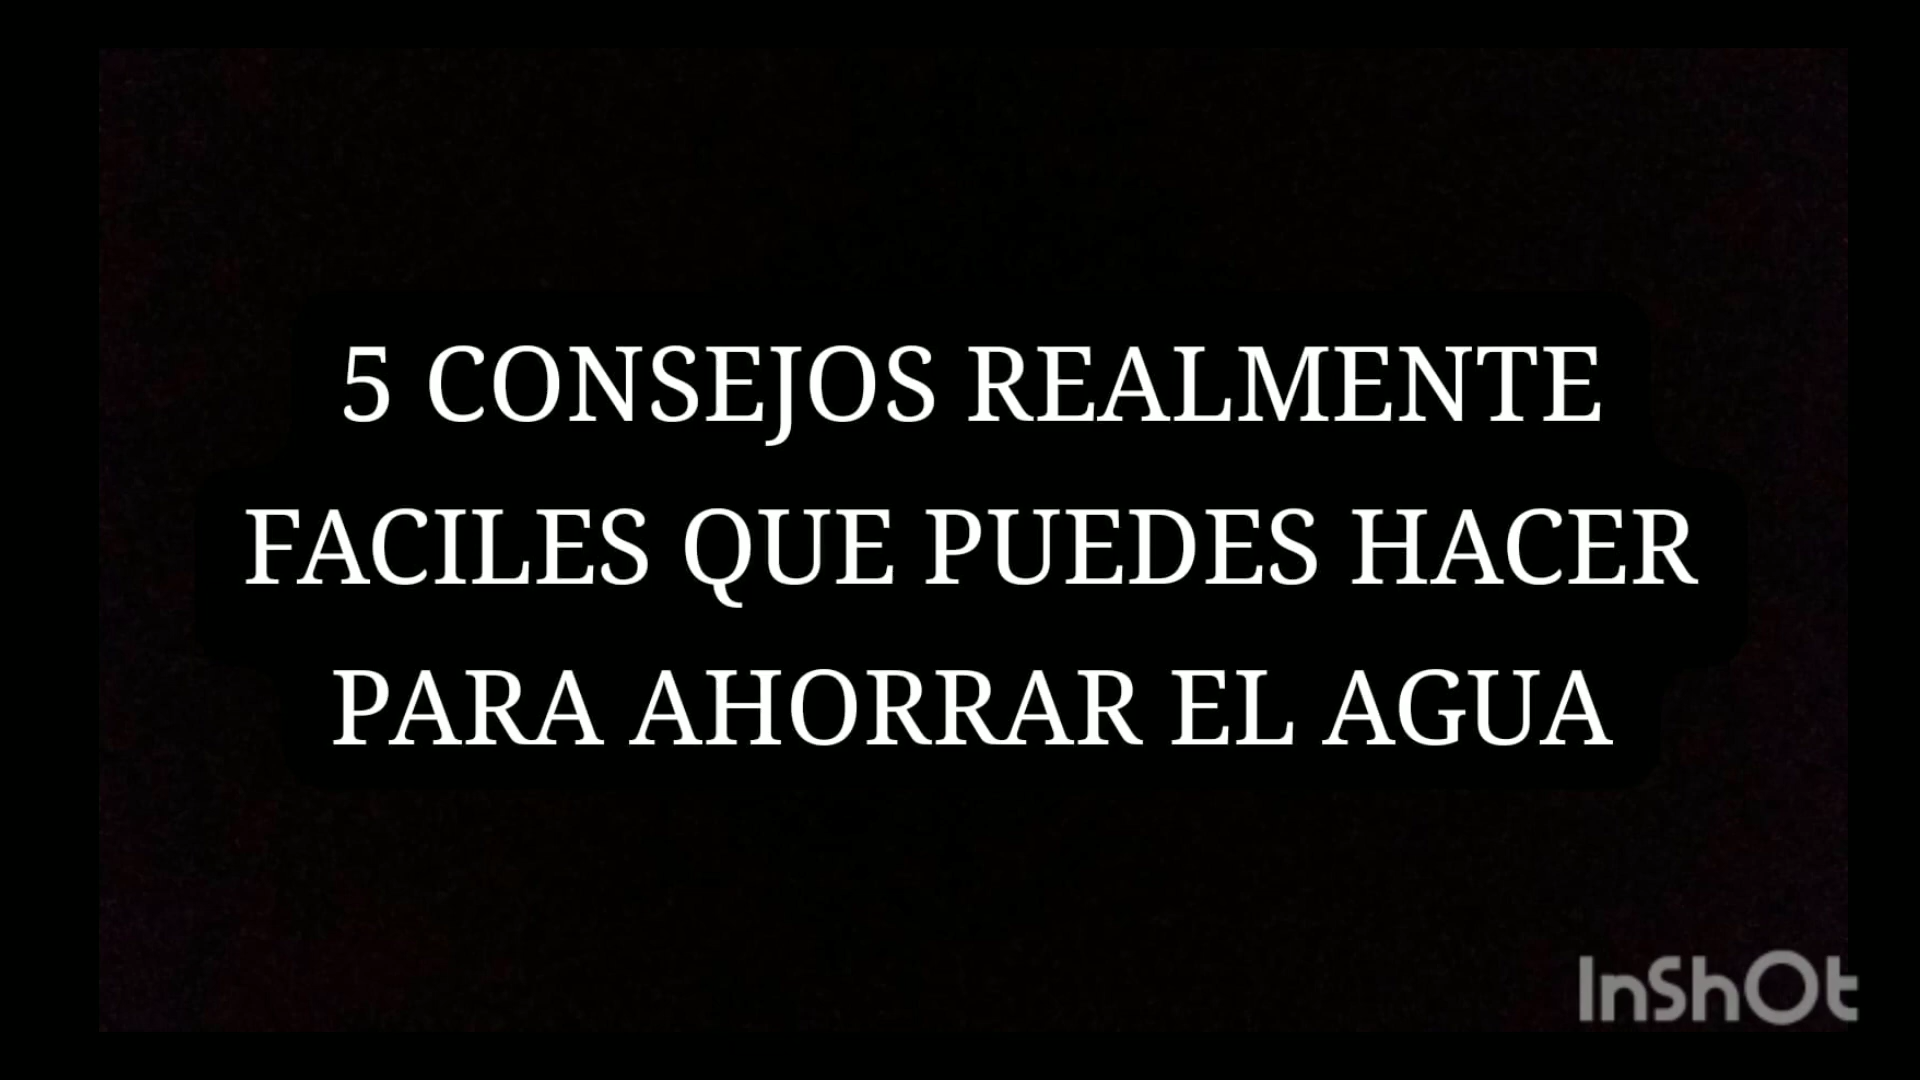 5 CONSEJOS REALMENTE
FACILES QUE PUEDES HACER
PARA AHORRAR EL AGUA
InShOt